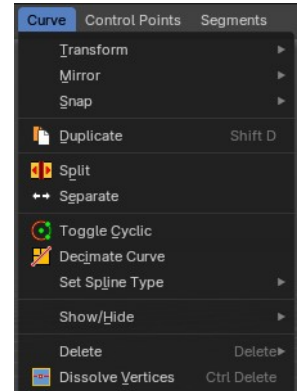 Curve Control Points Segments
Transform
Mirror
Snap
Duplicate Shift D
Split
Separate
Toggle Cyclic
Decimate Curve
Set Spline Type
Show/Hide
Delete Delete
Dissolve Vertices Ctrl Delete